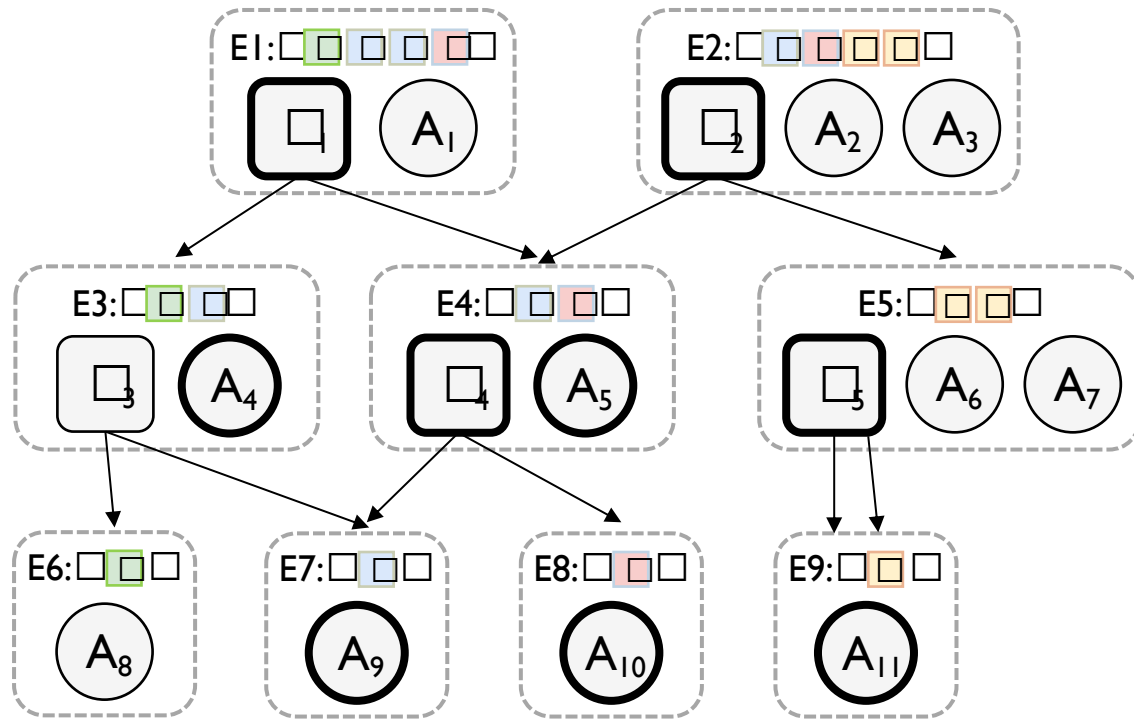 E1: □□□□□□
□1 A1
E2: □□□□□□
□2 A2 A3
E3: □□□□
□3 A4
E4: □□□□
□4 A5
E5: □□□□
□5 A6 A7
E6: □□□
A8
E7: □□□
A9
E8: □□□
A10
E9: □□□
A11